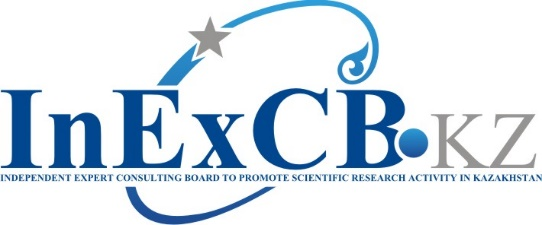 InExCB.KZ
INDEPENDENT EXPERT CONSULTING BOARD TO PROMOTE SCIENTIFIC RESEARCH ACTIVITY IN KAZAKHSTAN